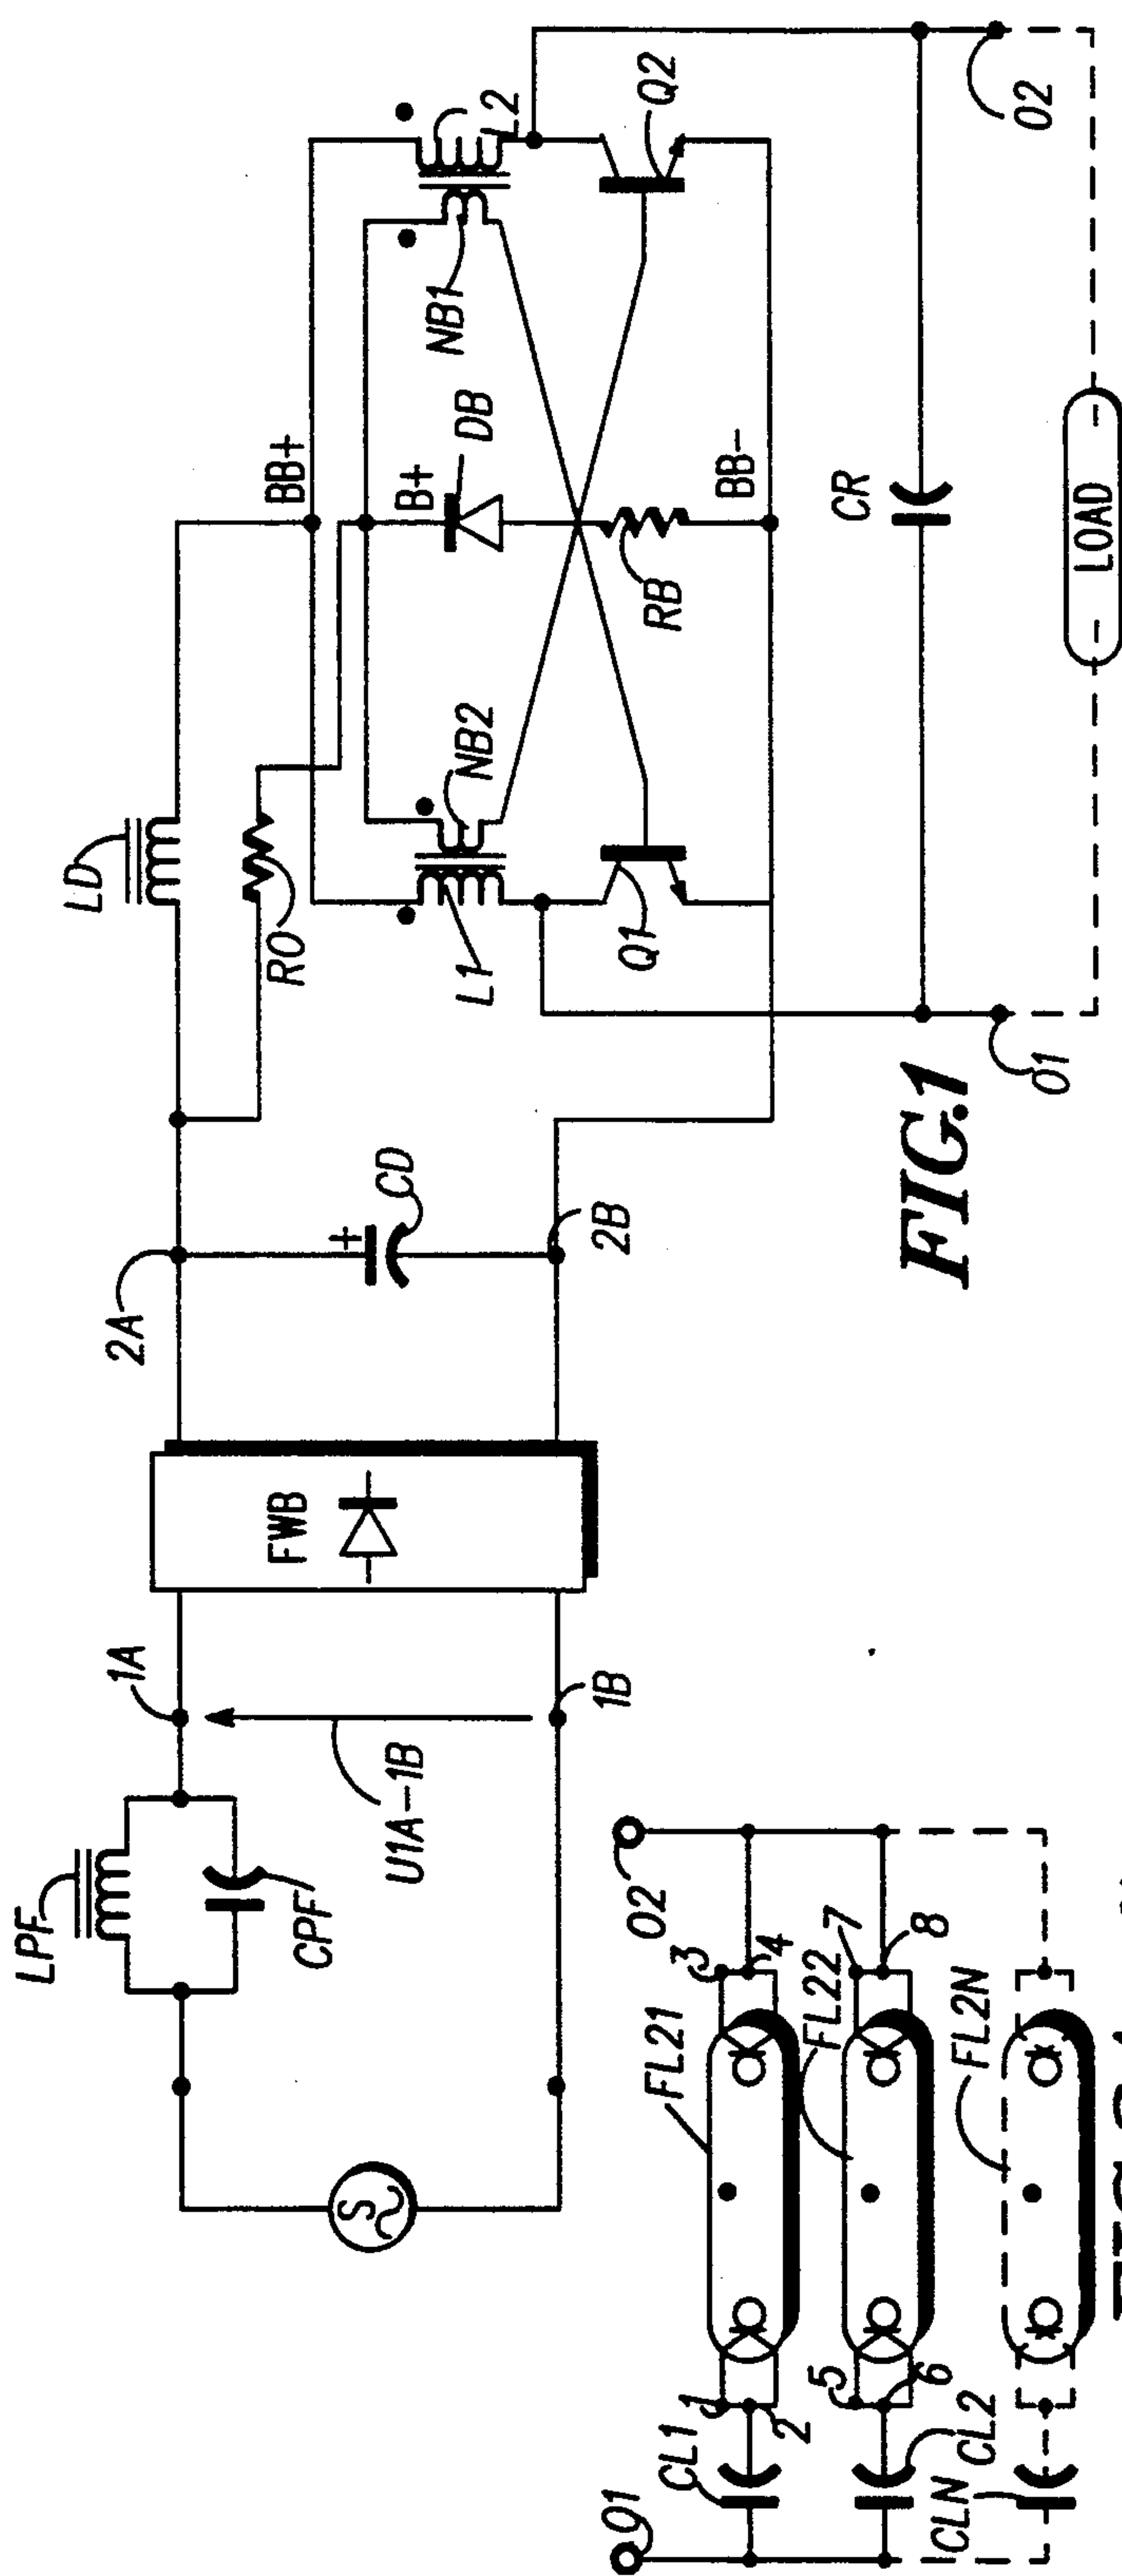 LPF
CPF
1A
U1A-1B
1B
S
FWB
2A
+
CD
2B
LD
RO
BB+
B+
DB
RB
BB-
L1
NB2
NB1
L2
Q1
Q2
CR
O1
O2
LOAD
FIG.1
O1
O2
CL1
1
2
FL21
3
4
CL2
5
6
FL22
7
8
CLN
FL2N